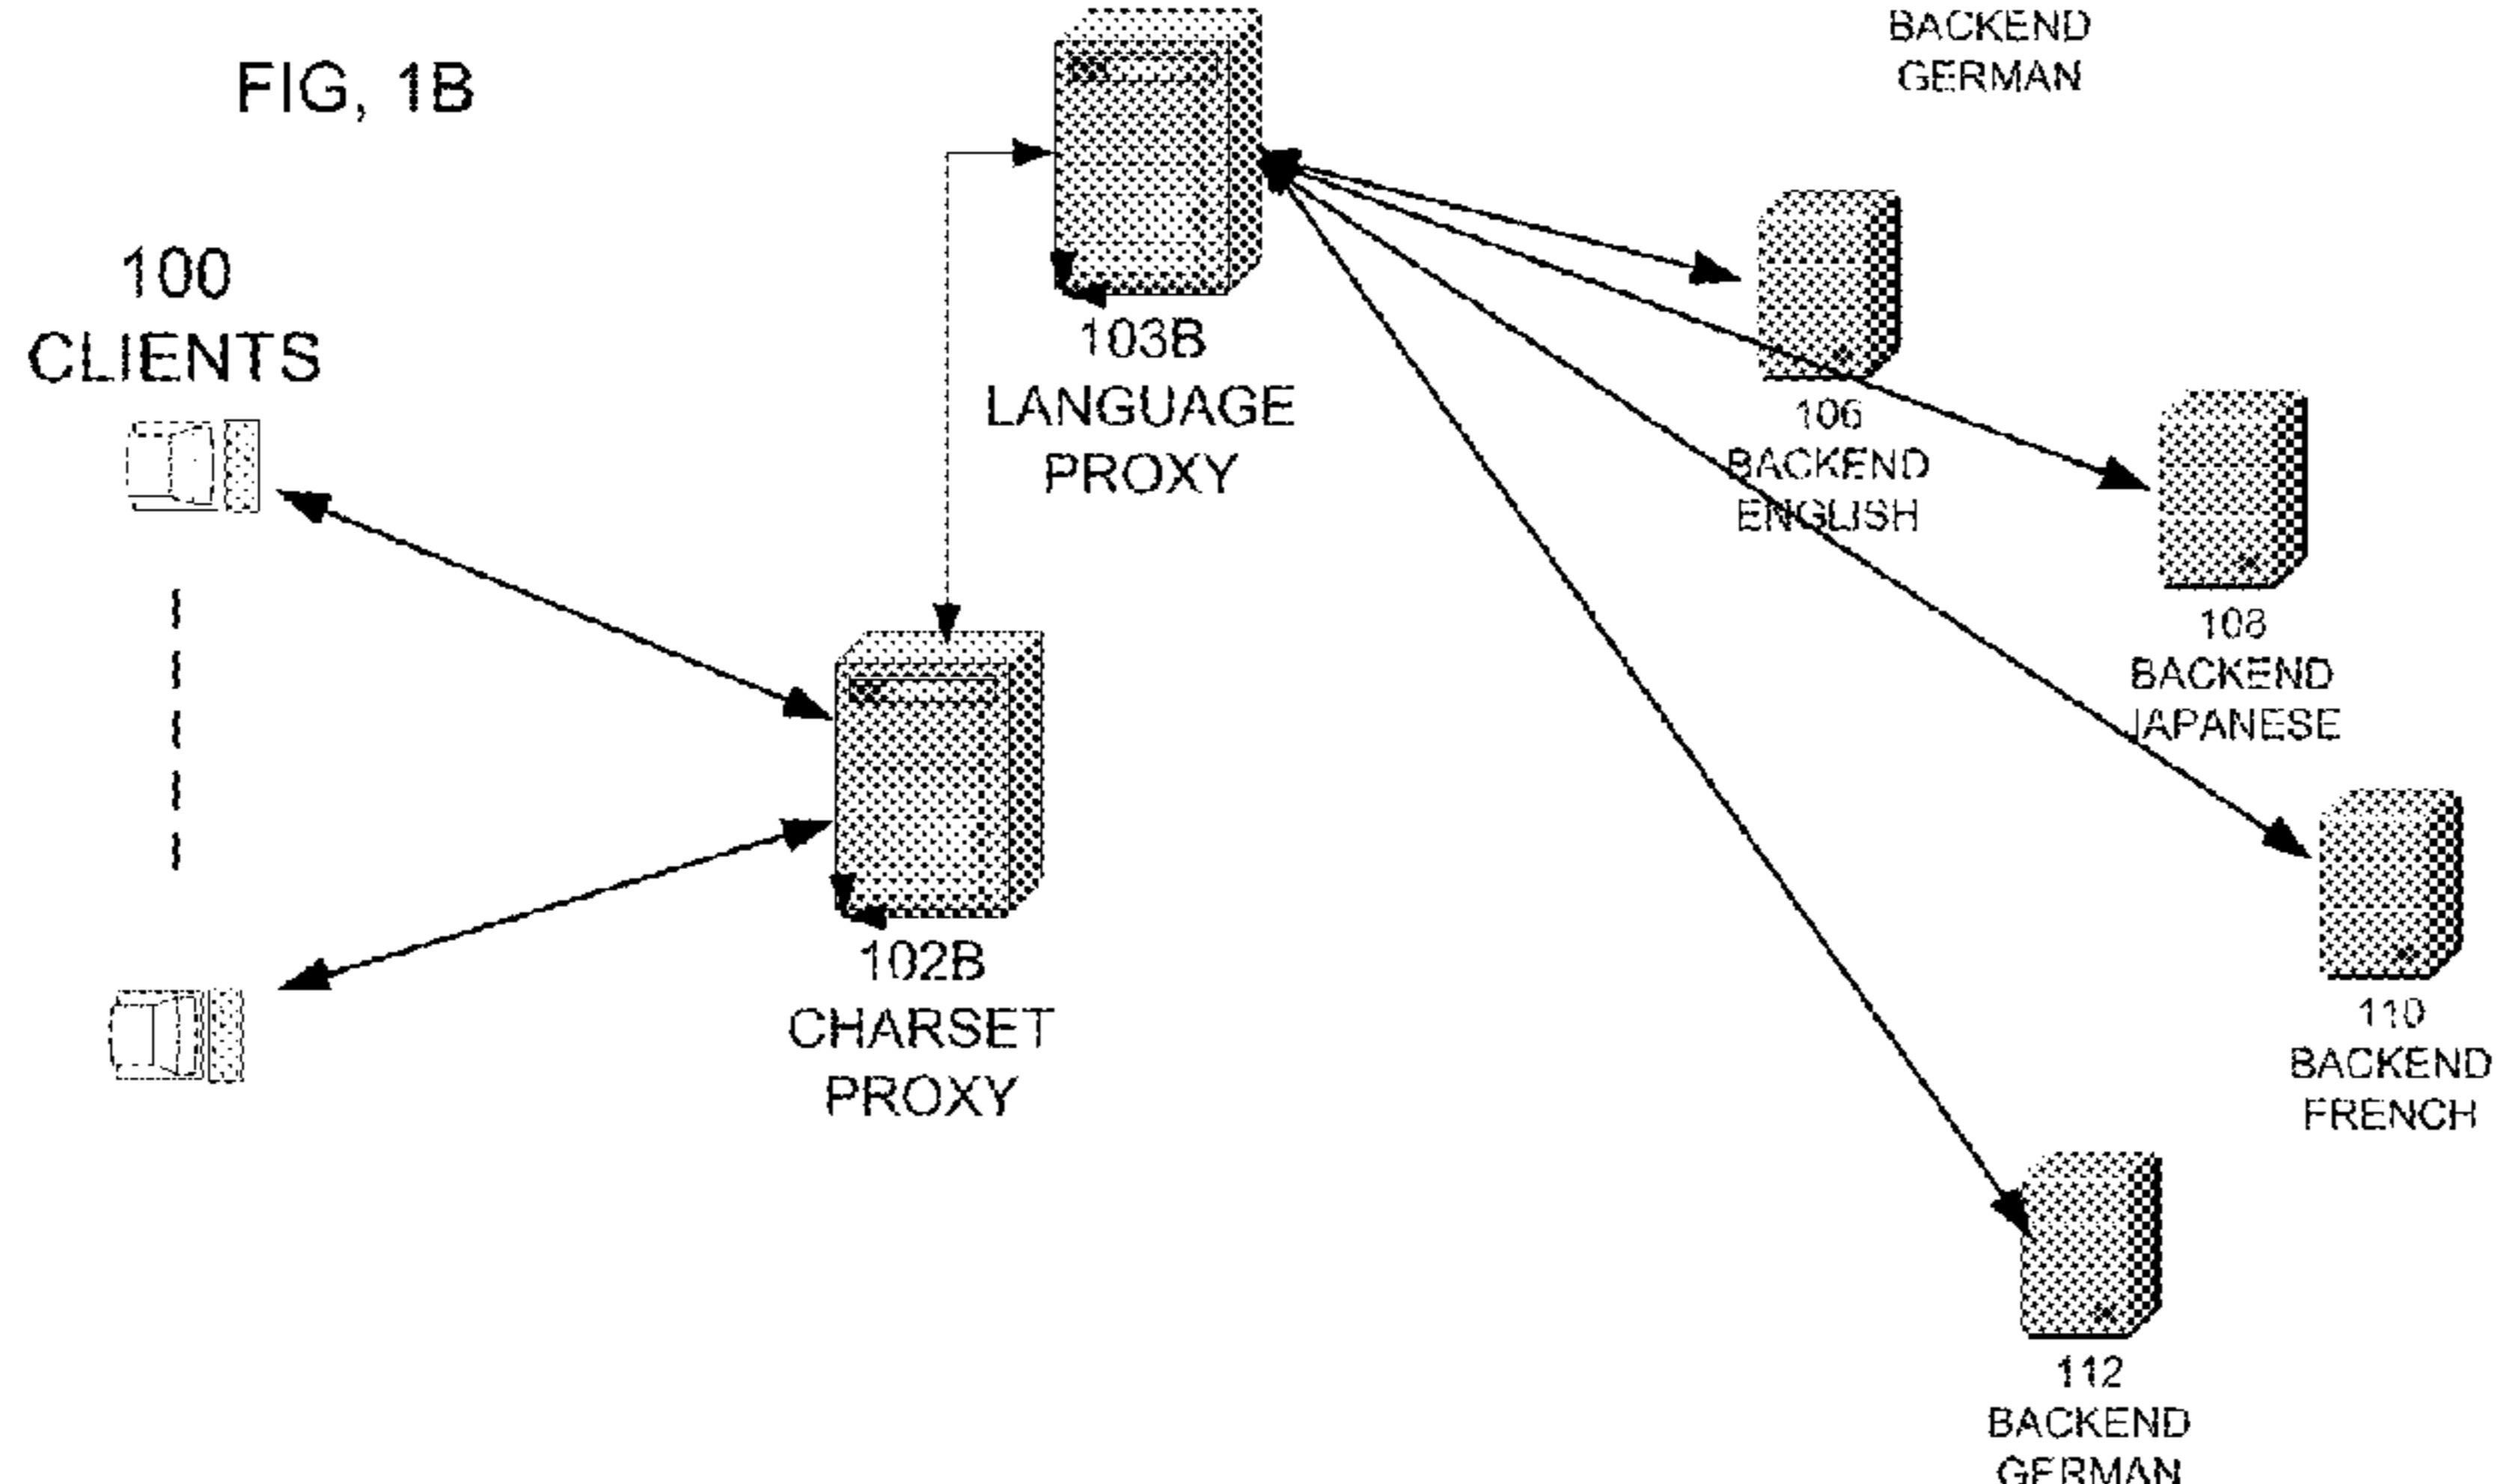 BACKEND
GERMAN
FIG, 1B
100
CLIENTS
103B
LANGUAGE
PROXY
106
BACKEND
ENGLISH
108
BACKEND
JAPANESE
102B
CHARSET
PROXY
110
BACKEND
FRENCH
112
BACKEND
GERMAN